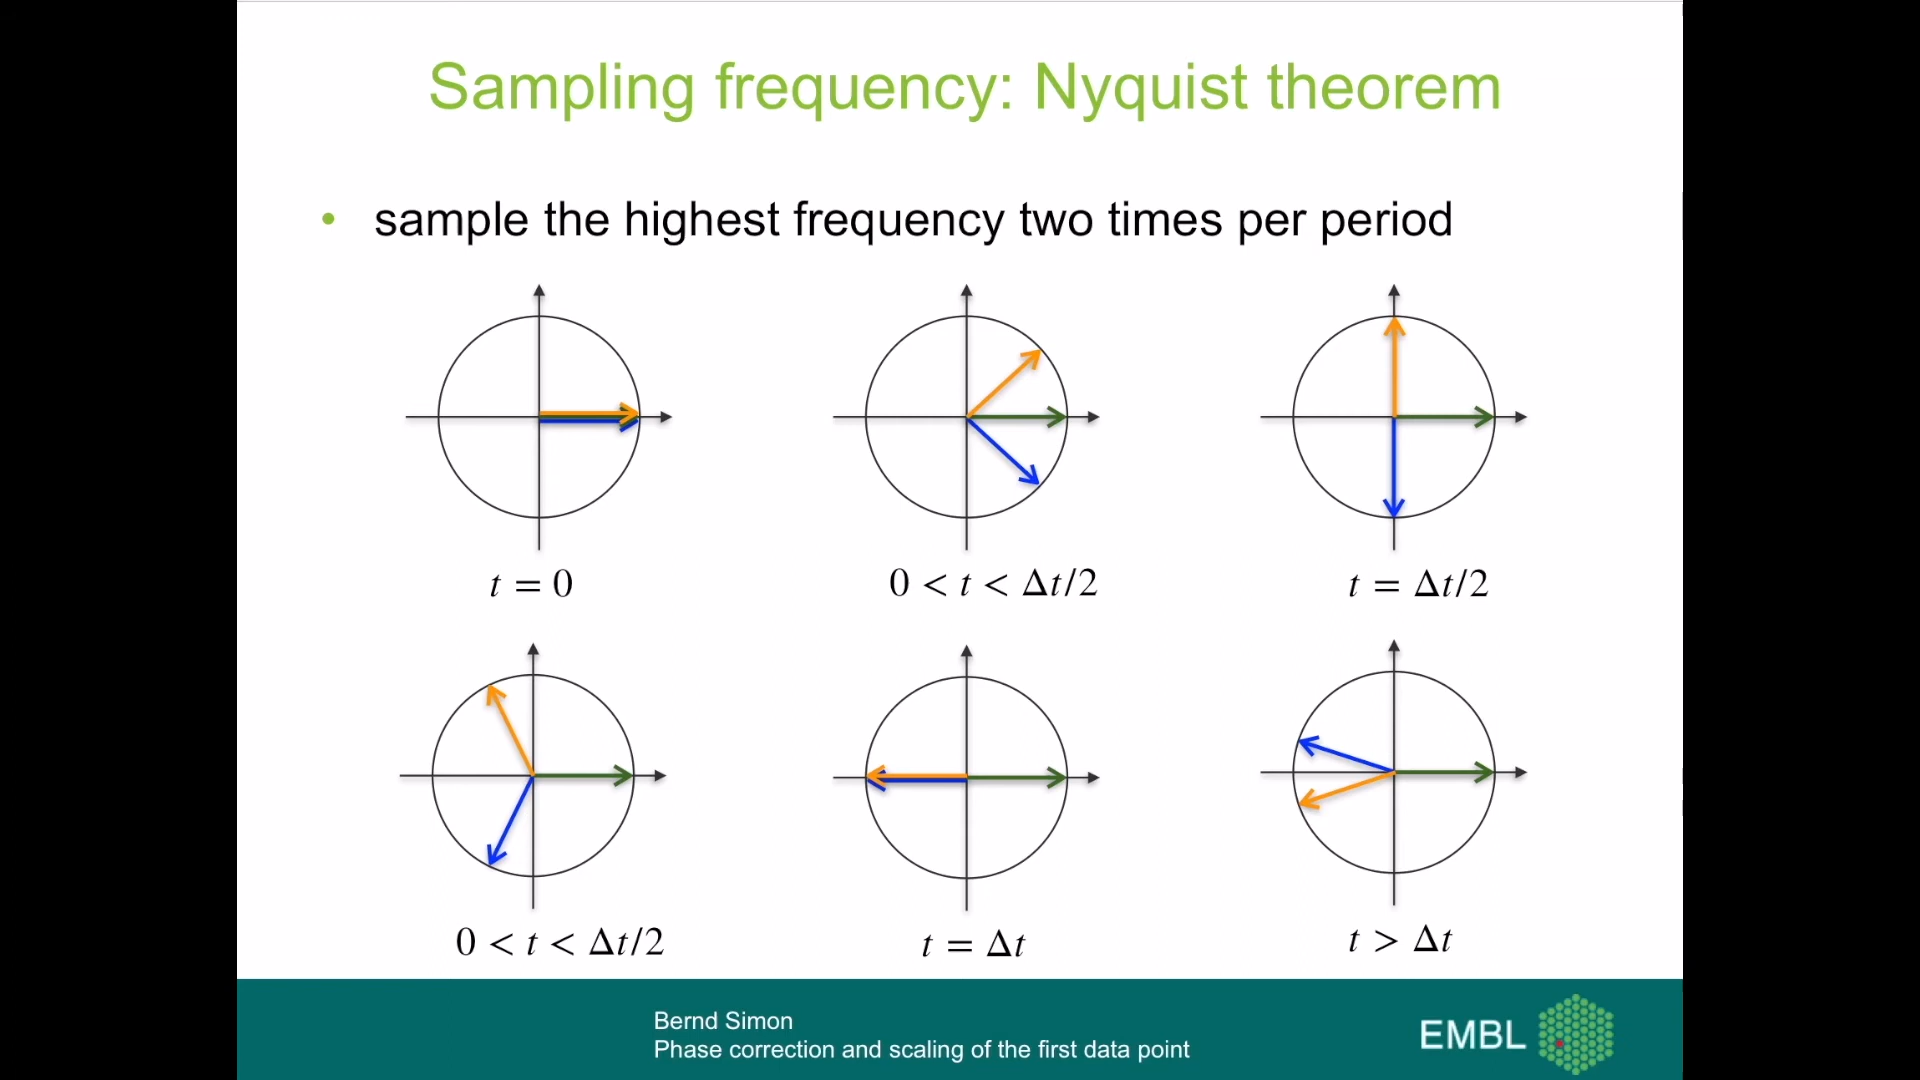 Sampling frequency: Nyquist theorem
• sample the highest frequency two times per period
t = 0
0 < t < Δt/2
t = Δt/2
0 < t < Δt/2
t = Δt
t > Δt
Bernd Simon
Phase correction and scaling of the first data point
EMBL